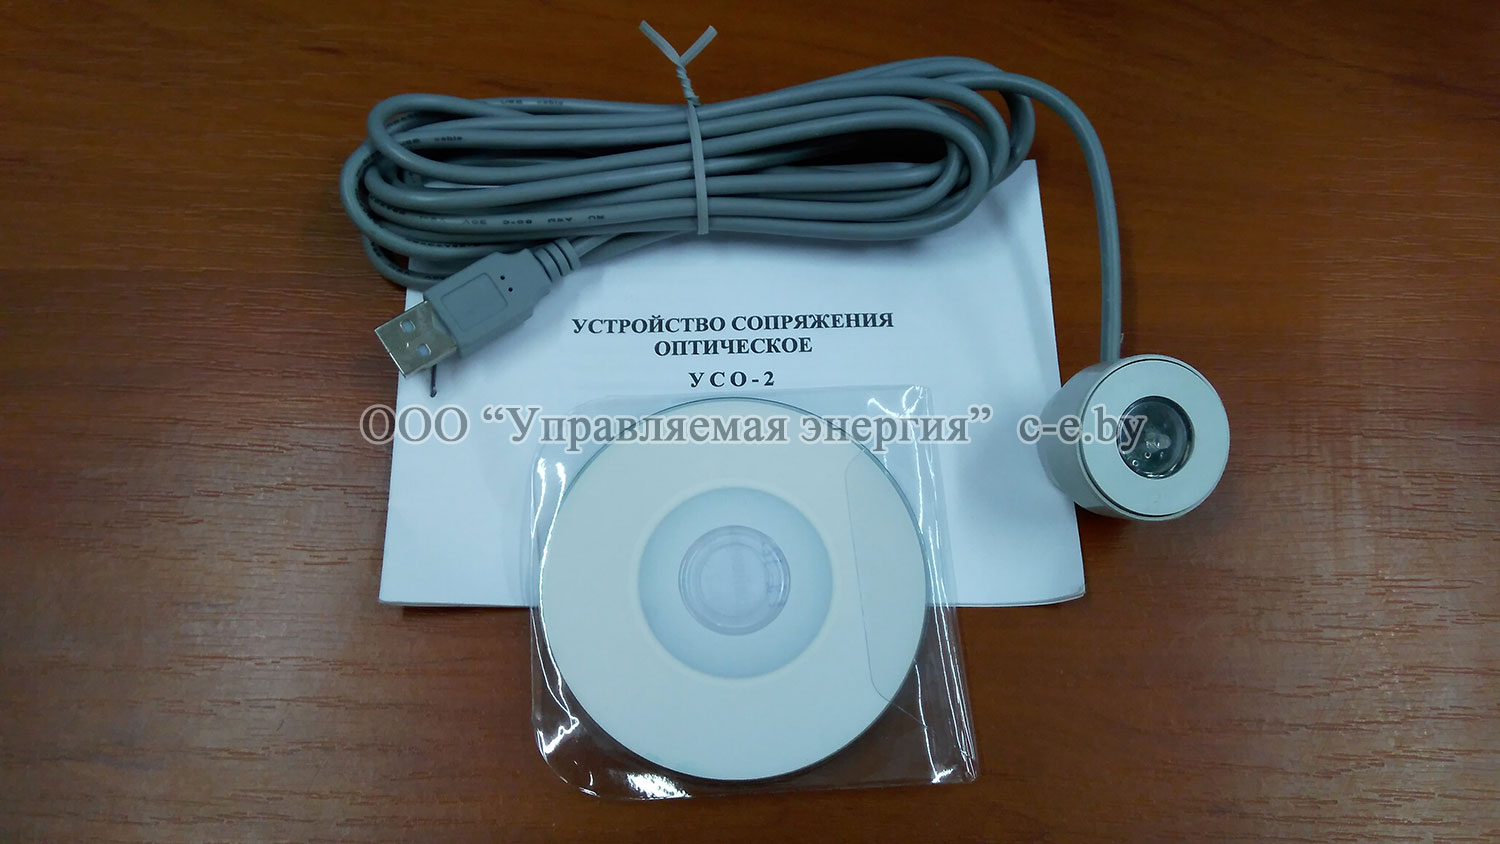 УСТРОЙСТВО СОПРЯЖЕНИЯ
ОПТИЧЕСКОЕ
УСО-2
ООО “Управляемая энергия” c-e.by